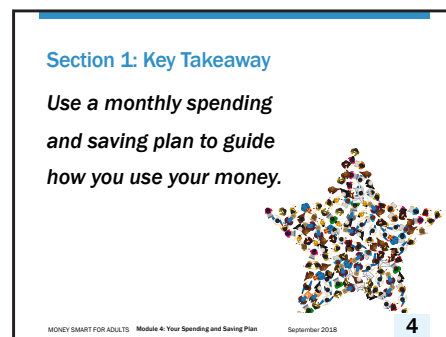 Section 1: Key Takeaway
Use a monthly spending
and saving plan to guide
how you use your money.
MONEY SMART FOR ADULTS Module 4: Your Spending and Saving Plan September 2018 4